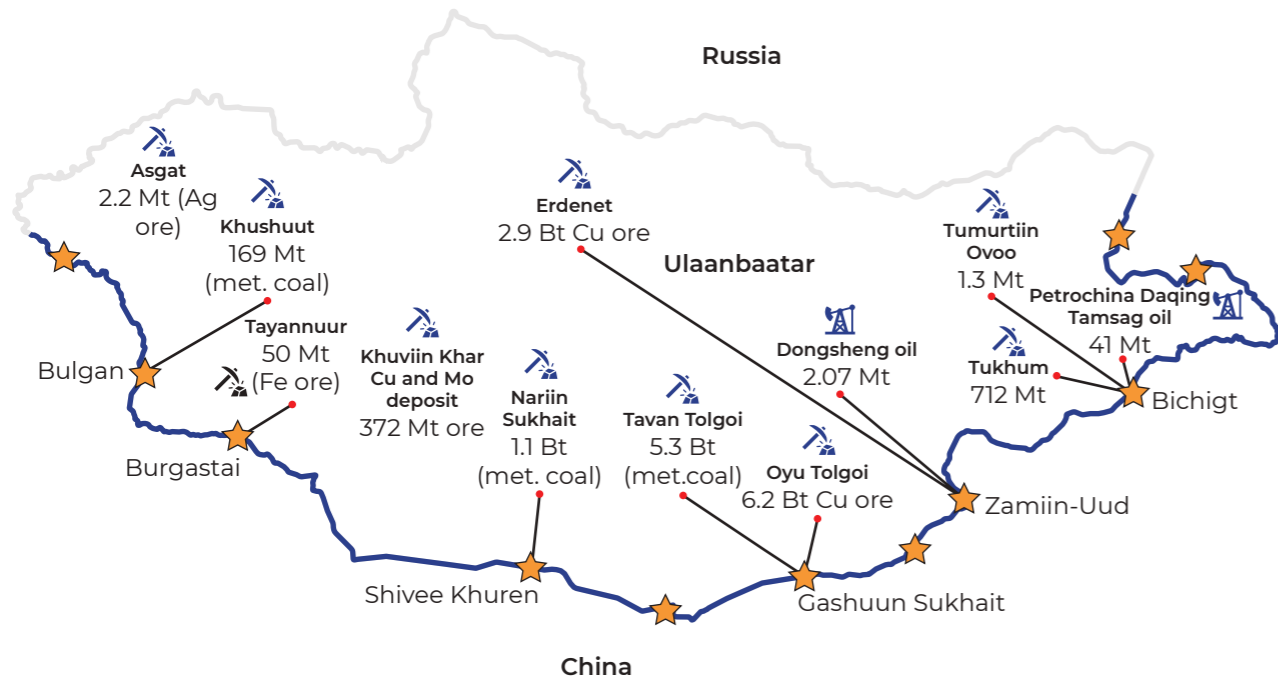 Russia
Asgat
2.2 Mt (Ag
ore)
Khushuut
169 Mt
(met. coal)
Erdenet
2.9 Bt Cu ore
Ulaanbaatar
Tumurtiin
Ovoo
1.3 Mt
Petrochina Daqing
Tamsag oil
41 Mt
Tayannuur
50 Mt
(Fe ore)
Khuviin Khar
Cu and Mo
deposit
372 Mt ore
Nariin
Sukhait
1.1 Bt
(met. coal)
Tavan Tolgoi
5.3 Bt
(met.coal)
Dongsheng oil
2.07 Mt
Tukhum
712 Mt
Oyu Tolgoi
6.2 Bt Cu ore
Bulgan
Burgastai
Shivee Khuren
Gashuun Sukhait
Zamiin-Uud
Bichigt
China